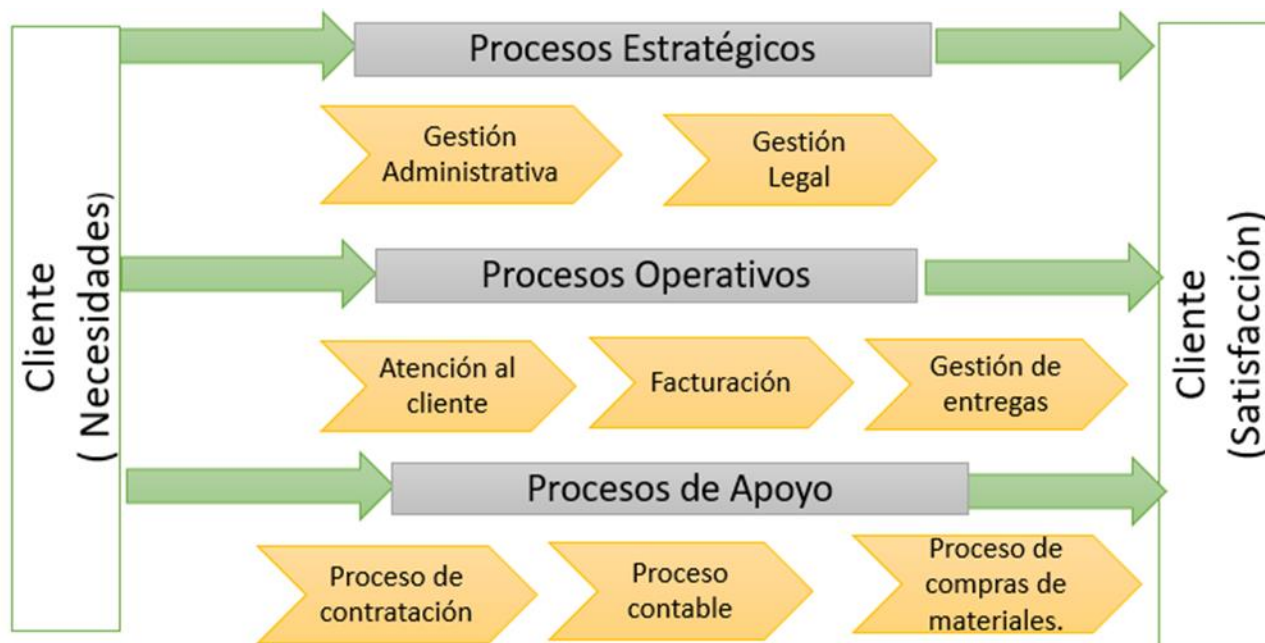 Cliente
( Necesidades)
Procesos Estratégicos
Gestión
Administrativa
Gestión
Legal
Procesos Operativos
Atención al
cliente
Facturación
Gestión de
entregas
Procesos de Apoyo
Proceso de
contratación
Proceso
contable
Proceso de
compras de
materiales.
Cliente
(Satisfacción)